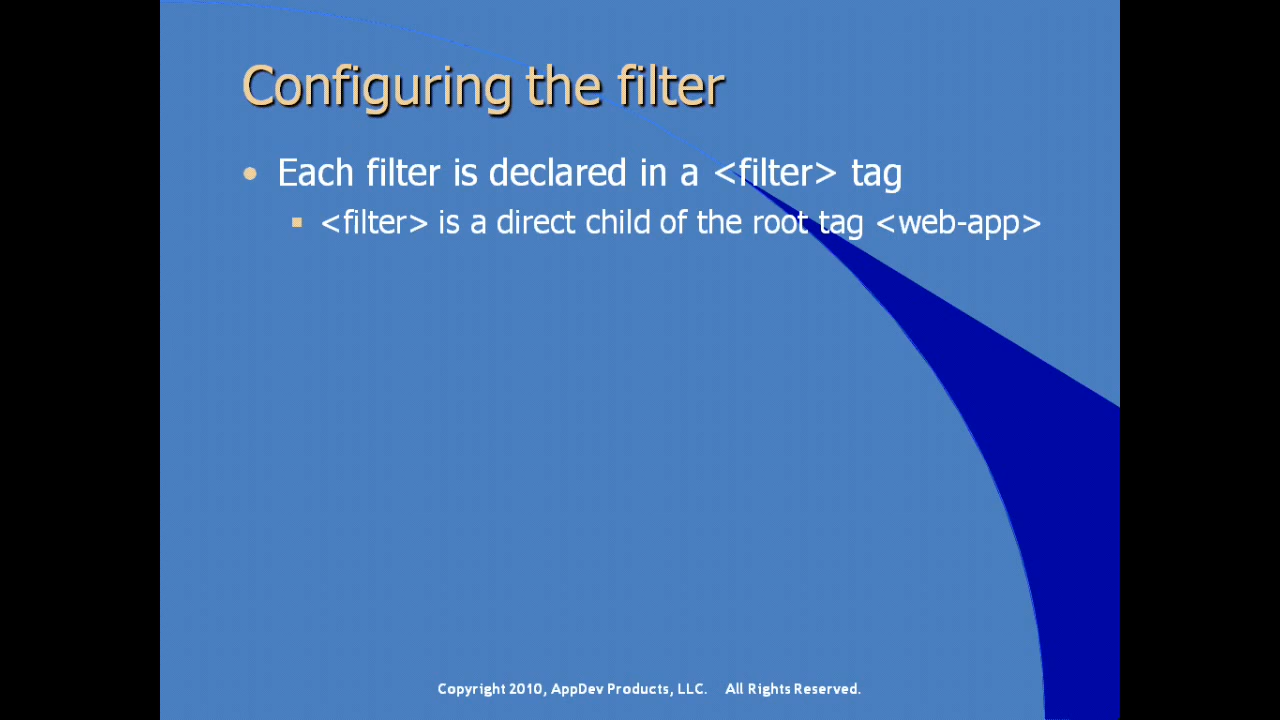 Configuring the filter
Each filter is declared in a <filter> tag
<filter> is a direct child of the root tag <web-app>
Copyright 2010, AppDev Products, LLC. All Rights Reserved.